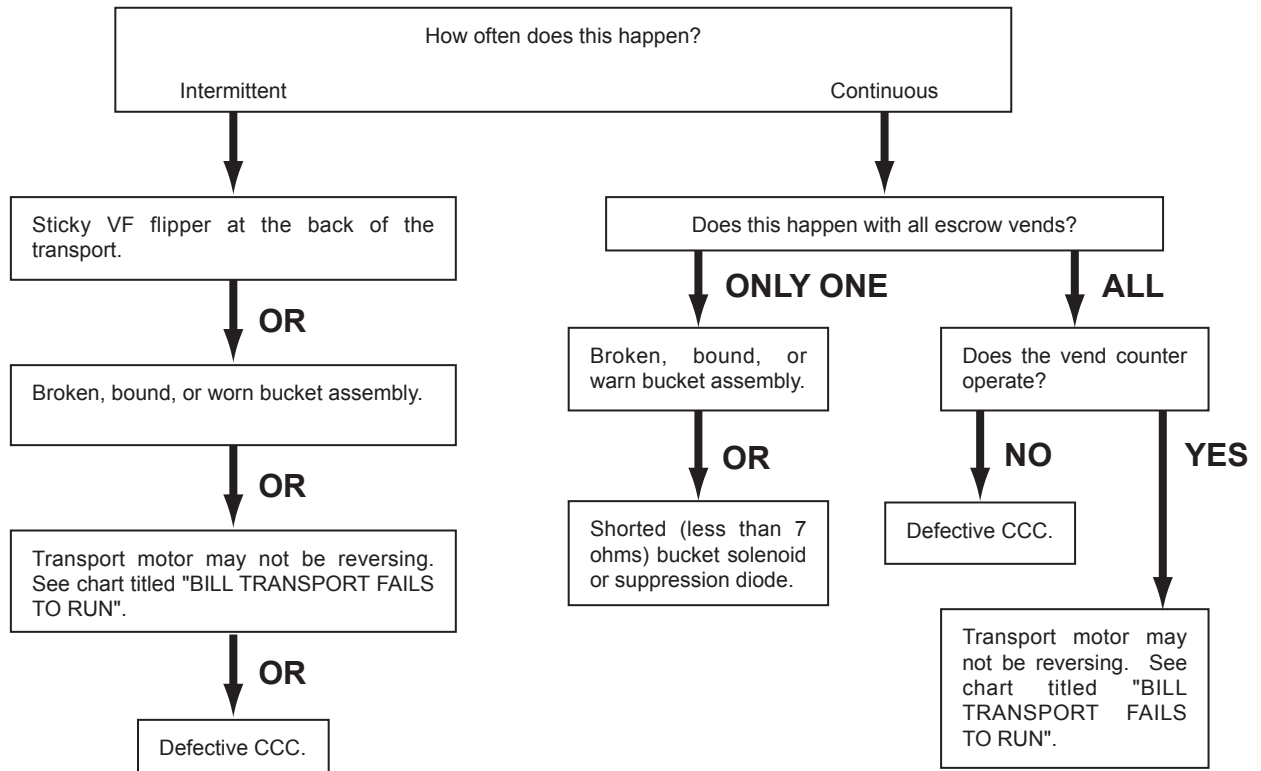 How often does this happen?
Intermittent
Continuous
Sticky VF flipper at the back of the
transport.
OR
Broken, bound, or worn bucket assembly.
OR
Transport motor may not be reversing.
See chart titled "BILL TRANSPORT FAILS
TO RUN".
OR
Defective CCC.
Does this happen with all escrow vends?
ONLY ONE
Broken, bound, or
warn bucket assembly.
OR
Shorted (less than 7
ohms) bucket solenoid
or suppression diode.
ALL
Does the vend counter
operate?
NO
Defective CCC.
YES
Transport motor may
not be reversing. See
chart titled "BILL
TRANSPORT FAILS
TO RUN".